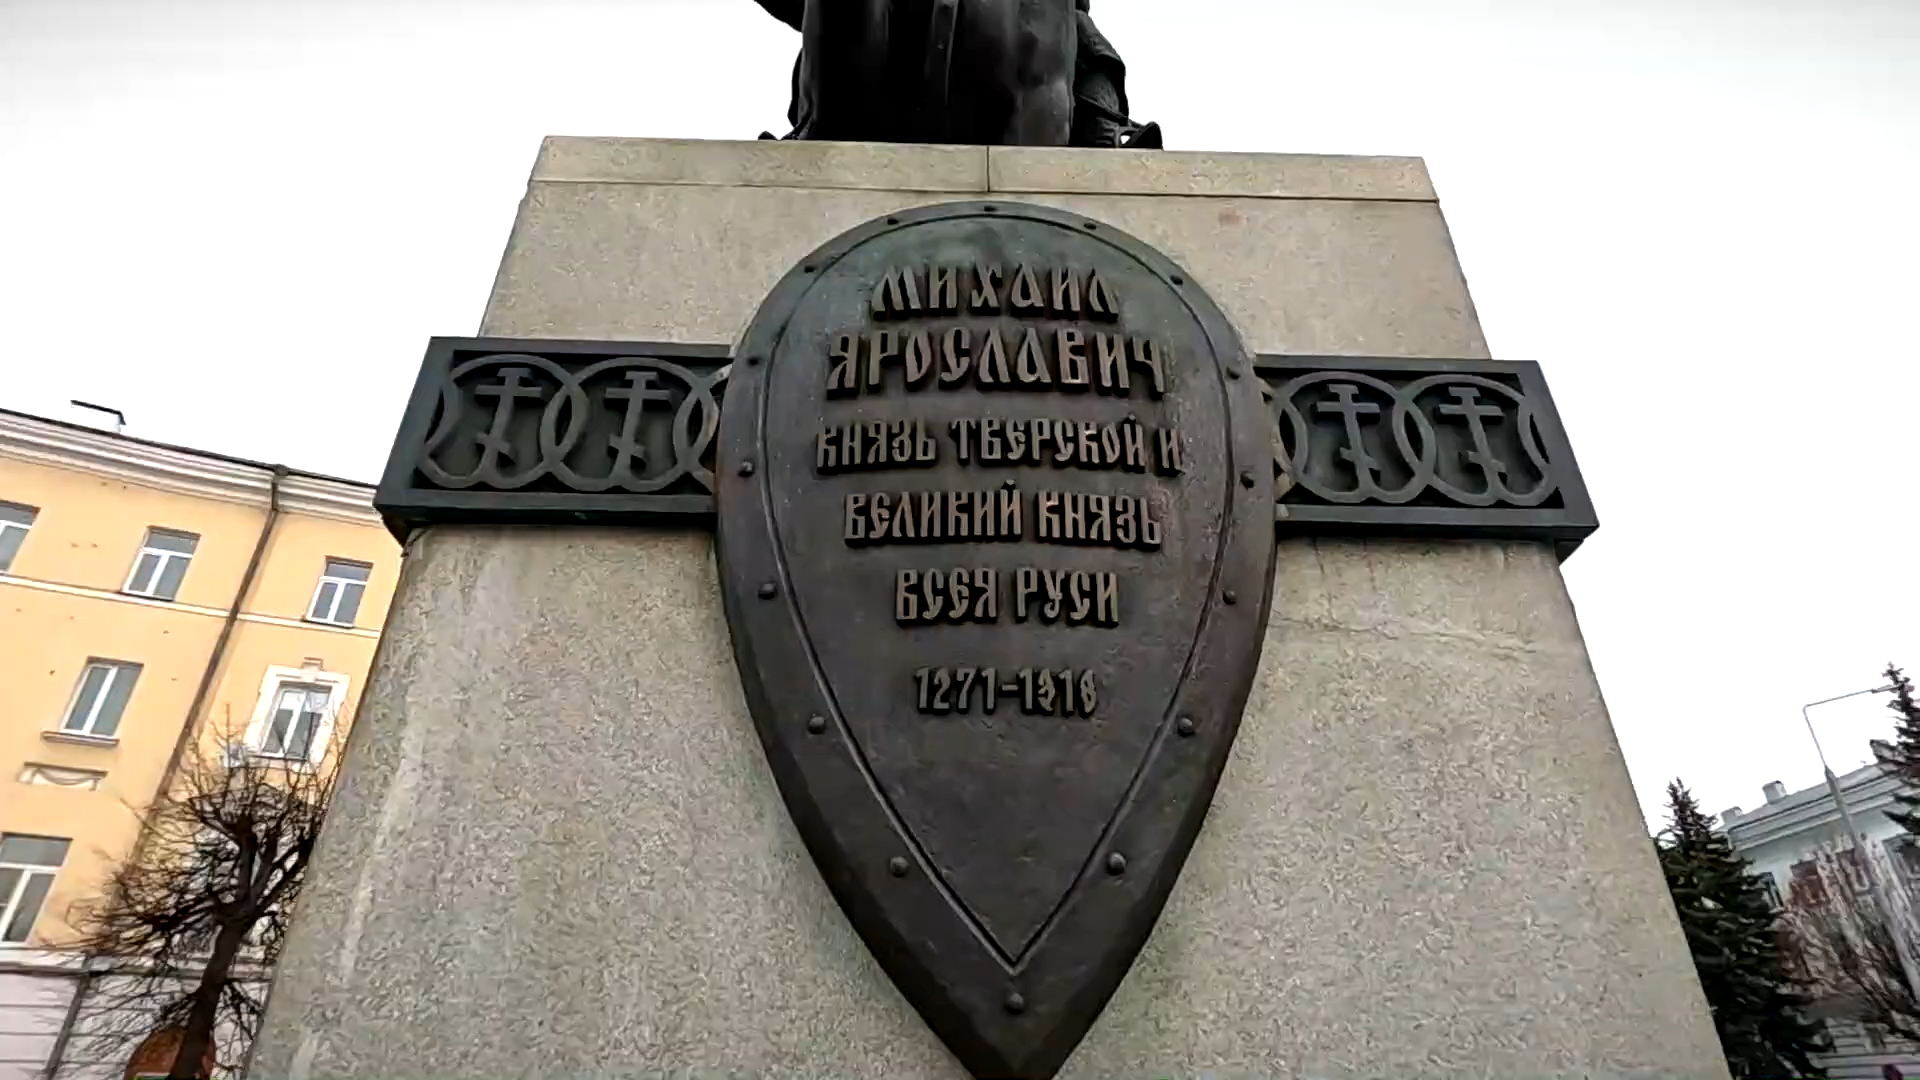 МИХАИЛ
ЯРОСЛАВИЧ
КНЯЗЬ ТВЕРСКОЙ И
ВЕЛИКИЙ КНЯЗЬ
ВСЕЯ РУСИ
1271-1318